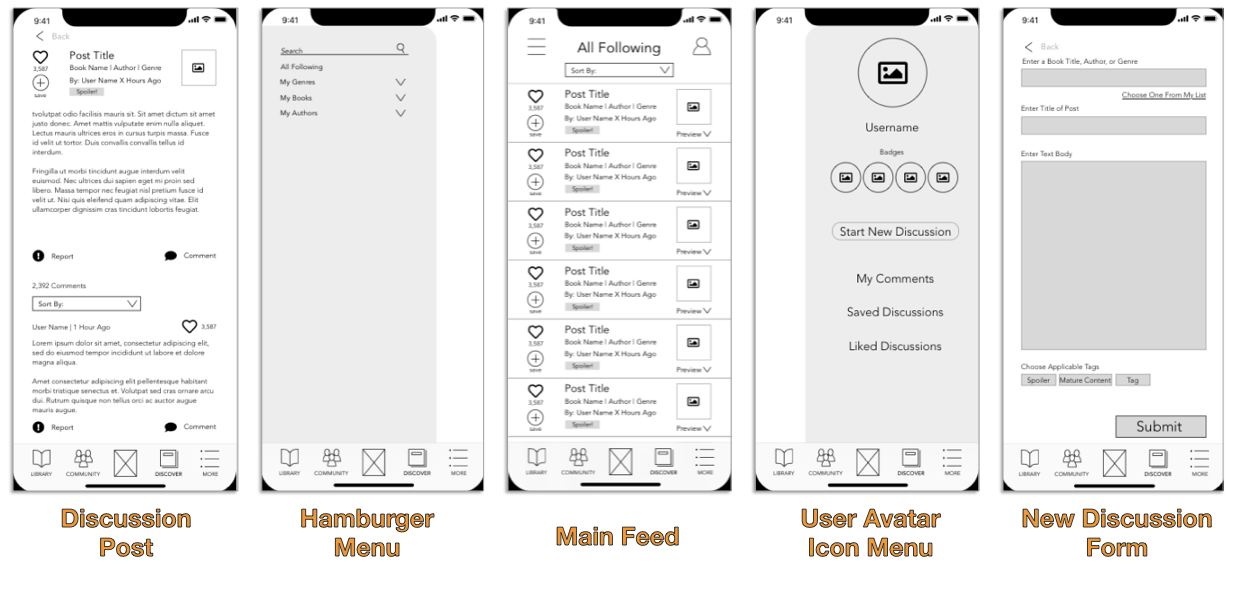 9:41
Back
Post Title
Book Name | Author | Genre
By: User Name X Hours Ago
Spoiler!
3,587
save
tvolutpat odio facilisis mauris sit. Sit amet dictum sit amet
justo donec. Amet mattis vulputate enim nulla aliquet.
Lectus mauris ultrices eros in cursus turpis massa. Fusce
id velit ut tortor. Duis convallis convallis tellus id
interdum.
Fringilla ut morbi tincidunt augue interdum velit
euismod. Nec ultrices dui sapien eget mi proin sed
libero. Massa tempor nec feugiat nisl pretium fusce id
velit ut. Nisi quis eleifend quam adipiscing vitae. Elit
ullamcorper dignissim cras tincidunt lobortis feugiat.
Report
Comment
2,392 Comments
Sort By:
User Name | 1 Hour Ago
3,587
Lorem ipsum dolor sit amet, consectetur adipiscing elit,
sed do eiusmod tempor incididunt ut labore et dolore
magna aliqua.
Amet consectetur adipiscing elit pellentesque habitant
morbi tristique senectus et. Volutpat sed cras ornare arcu
dui. Rutrum quisque non tellus orci ac auctor augue
mauris augue.
Report
Comment
LIBRARY
COMMUNITY
DISCOVER
MORE
Discussion
Post
9:41
Search
All Following
My Genres
My Books
My Authors
LIBRARY
COMMUNITY
DISCOVER
MORE
Hamburger
Menu
9:41
All Following
Sort By:
Post Title
Book Name | Author | Genre
By: User Name X Hours Ago
Spoiler!
3,587
save
Preview
Post Title
Book Name | Author | Genre
By: User Name X Hours Ago
Spoiler!
3,587
save
Preview
Post Title
Book Name | Author | Genre
By: User Name X Hours Ago
Spoiler!
3,587
save
Preview
Post Title
Book Name | Author | Genre
By: User Name X Hours Ago
Spoiler!
3,587
save
Preview
Post Title
Book Name | Author | Genre
By: User Name X Hours Ago
Spoiler!
3,587
save
Preview
Post Title
Book Name | Author | Genre
By: User Name X Hours Ago
Spoiler!
3,587
save
Preview
LIBRARY
COMMUNITY
DISCOVER
MORE
Main Feed
9:41
Username
Badges
Start New Discussion
My Comments
Saved Discussions
Liked Discussions
LIBRARY
COMMUNITY
DISCOVER
MORE
User Avatar
Icon Menu
9:41
Back
Enter a Book Title, Author, or Genre
Choose One From My List
Enter Title of Post
Enter Text Body
Choose Applicable Tags
Spoiler
Mature Content
Tag
Submit
LIBRARY
COMMUNITY
DISCOVER
MORE
New Discussion
Form